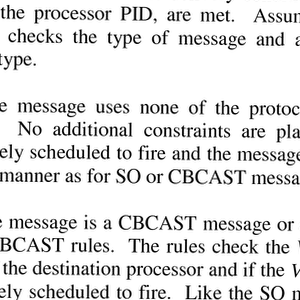 the processor PID, are met. Assum
checks the type of message and a
type.
e message uses none of the protoc
No additional constraints are pla
ely scheduled to fire and the message
manner as for SO or CBCAST messa
e message is a CBCAST message or
BCAST rules. The rules check the V
the destination processor and if the V
ely scheduled to fire. Like the SO m